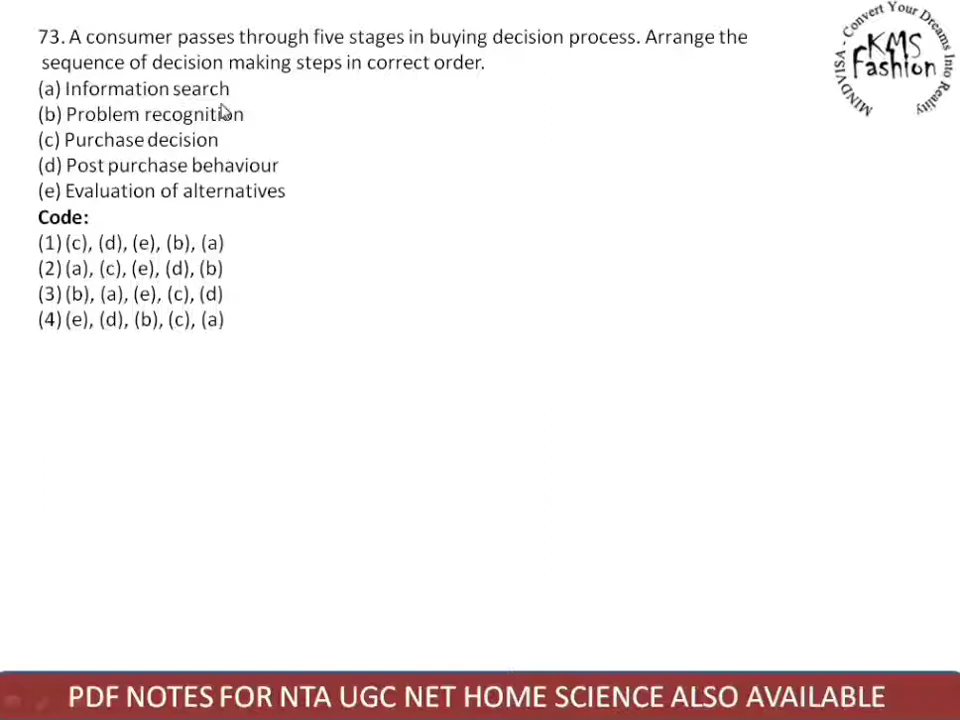 73. A consumer passes through five stages in buying decision process. Arrange the
sequence of decision making steps in correct order.
(a) Information search
(b) Problem recognition
(c) Purchase decision
(d) Post purchase behaviour
(e) Evaluation of alternatives
Code:
(1) (c), (d), (e), (b), (a)
(2) (a), (c), (e), (d), (b)
(3) (b), (a), (e), (c), (d)
(4) (e), (d), (b), (c), (a)
MINDVISA - Convert Your Dreams Into Reality
KMS
Fashion
PDF NOTES FOR NTA UGC NET HOME SCIENCE ALSO AVAILABLE